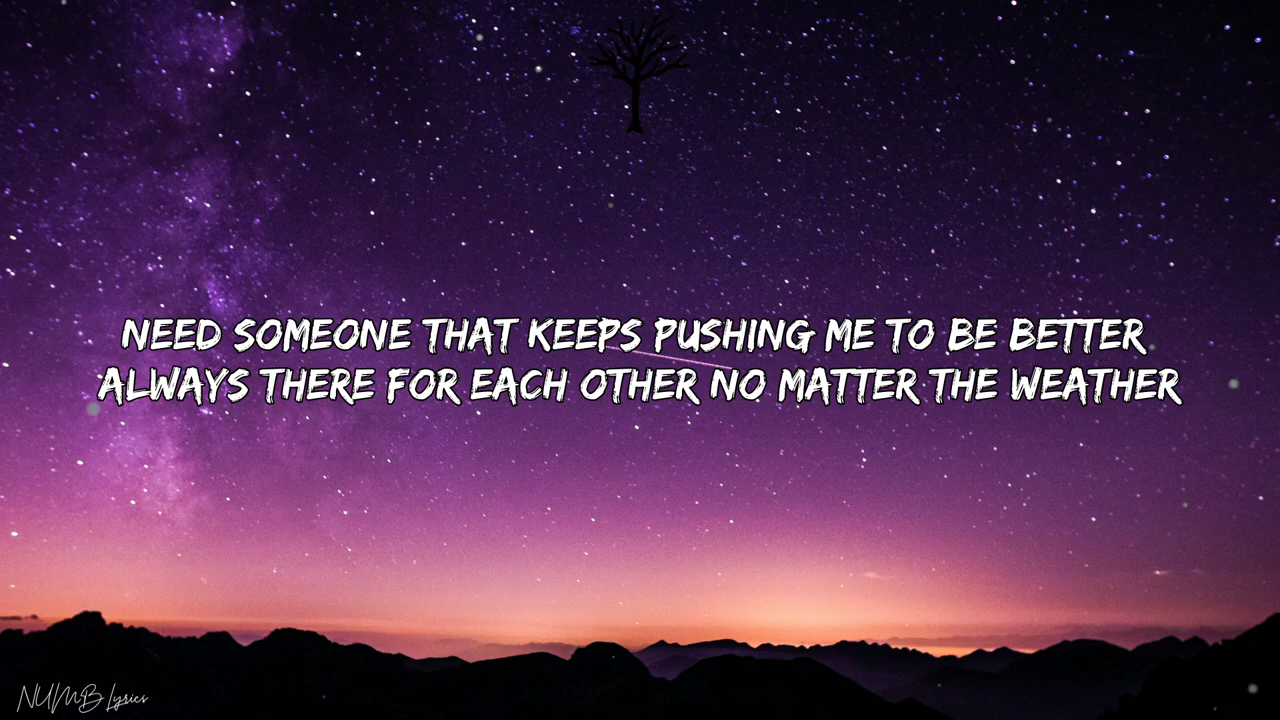 NEED SOMEONE THAT KEEPS PUSHING ME TO BE BETTER
ALWAYS THERE FOR EACH OTHER NO MATTER THE WEATHER
NUMB Lyrics